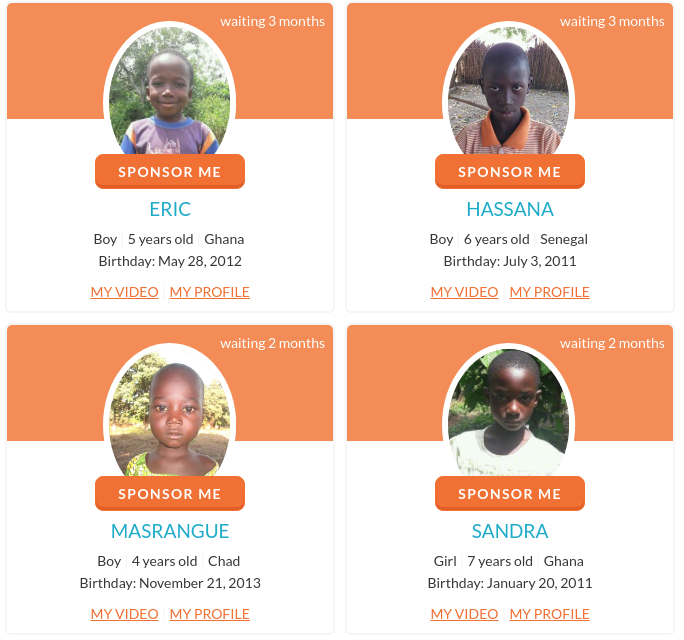 waiting 3 months
SPONSOR ME
ERIC
Boy 5 years old Ghana
Birthday: May 28, 2012
MY VIDEO MY PROFILE
waiting 3 months
SPONSOR ME
HASSANA
Boy 6 years old Senegal
Birthday: July 3, 2011
MY VIDEO MY PROFILE
waiting 2 months
SPONSOR ME
MASRANGUE
Boy 4 years old Chad
Birthday: November 21, 2013
MY VIDEO MY PROFILE
waiting 2 months
SPONSOR ME
SANDRA
Girl 7 years old Ghana
Birthday: January 20, 2011
MY VIDEO MY PROFILE